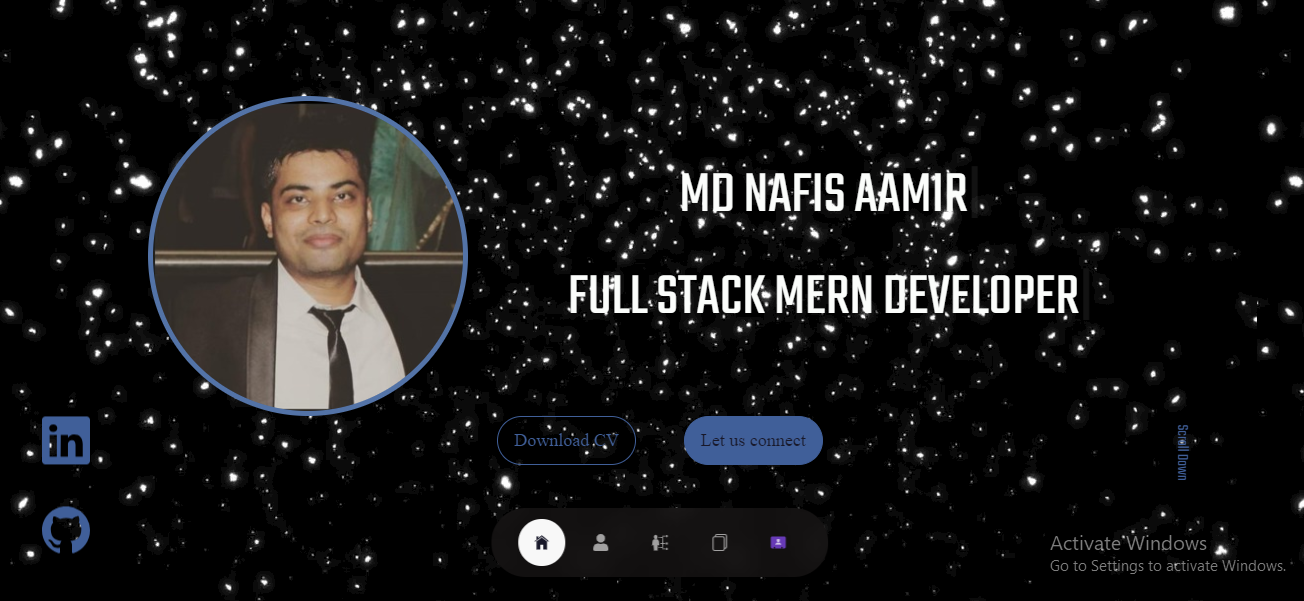 MD NAFIS AAMIR
FULL STACK MERN DEVELOPER
in
Download CV
Let us connect
Scroll Down
Activate Windows
Go to Settings to activate Windows.